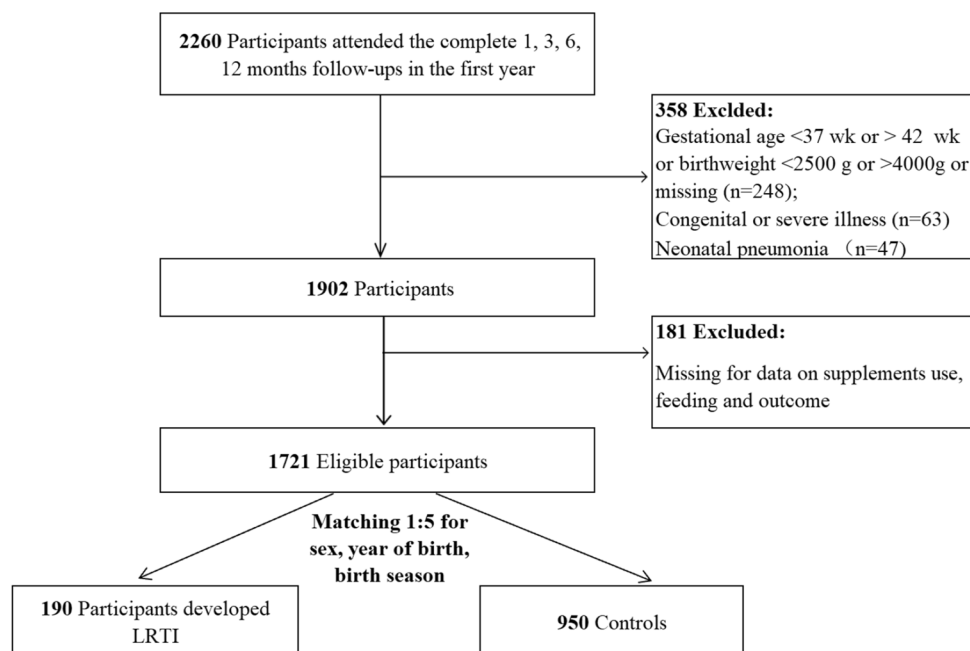 2260 Participants attended the complete 1, 3, 6,
12 months follow-ups in the first year
358 Exclded:
Gestational age <37 wk or > 42 wk
or birthweight <2500 g or >4000g or
missing (n=248);
Congenital or severe illness (n=63)
Neonatal pneumonia （n=47)
1902 Participants
181 Excluded:
Missing for data on supplements use,
feeding and outcome
1721 Eligible participants
Matching 1:5 for
sex, year of birth,
birth season
190 Participants developed
LRTI
950 Controls